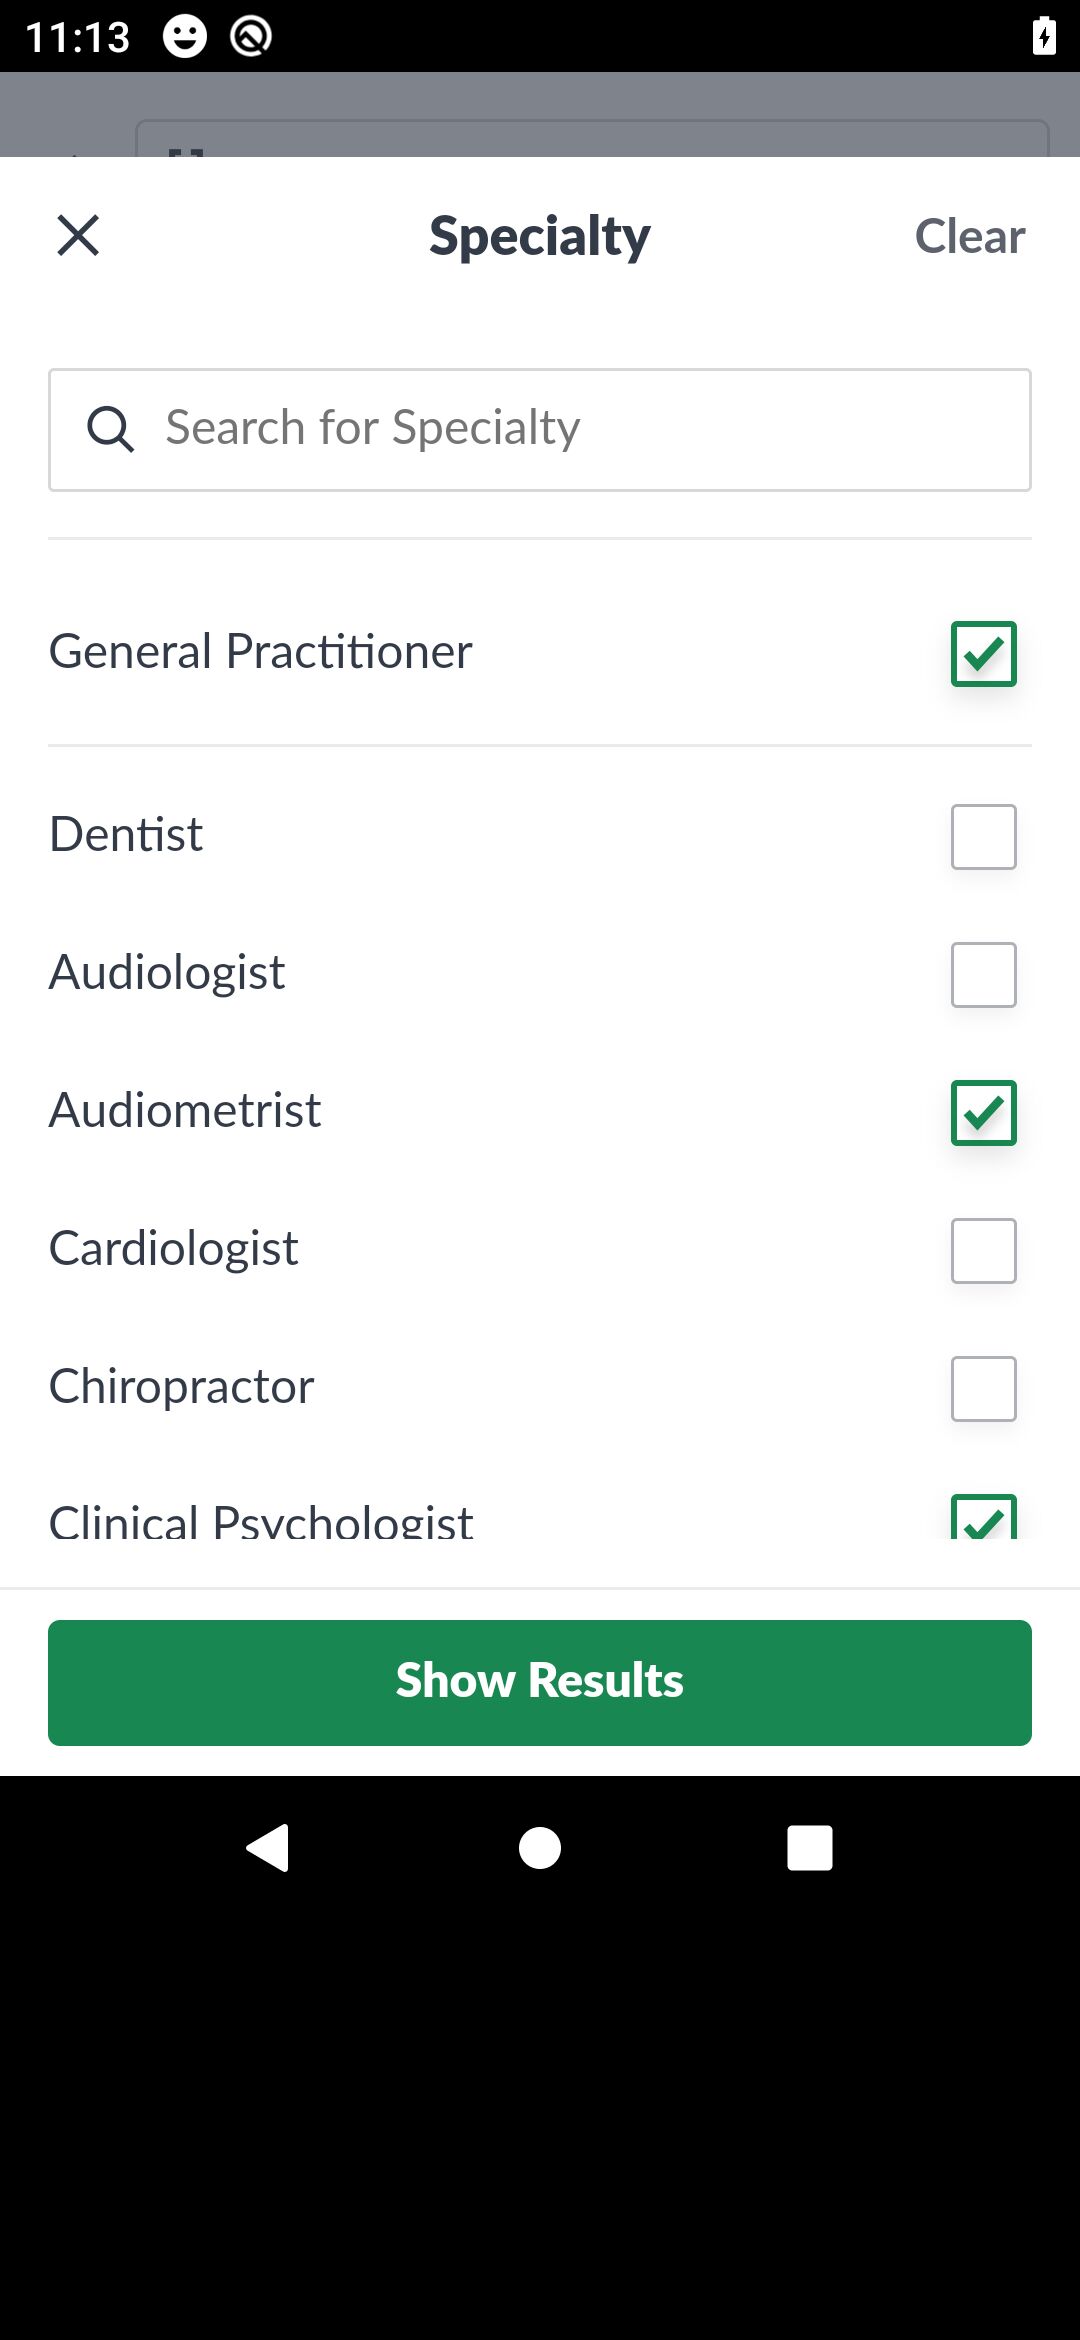 11:13
Specialty
Clear
Search for Specialty
General Practitioner
Dentist
Audiologist
Audiometrist
Cardiologist
Chiropractor
Clinical Psychologist
Show Results